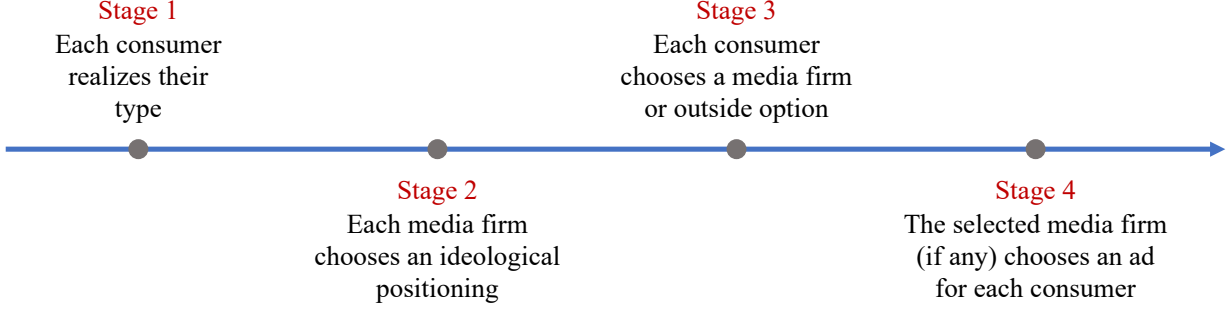 Stage 1
Each consumer
realizes their
type
Stage 2
Each media firm
chooses an ideological
positioning
Stage 3
Each consumer
chooses a media firm
or outside option
Stage 4
The selected media firm
(if any) chooses an ad
for each consumer